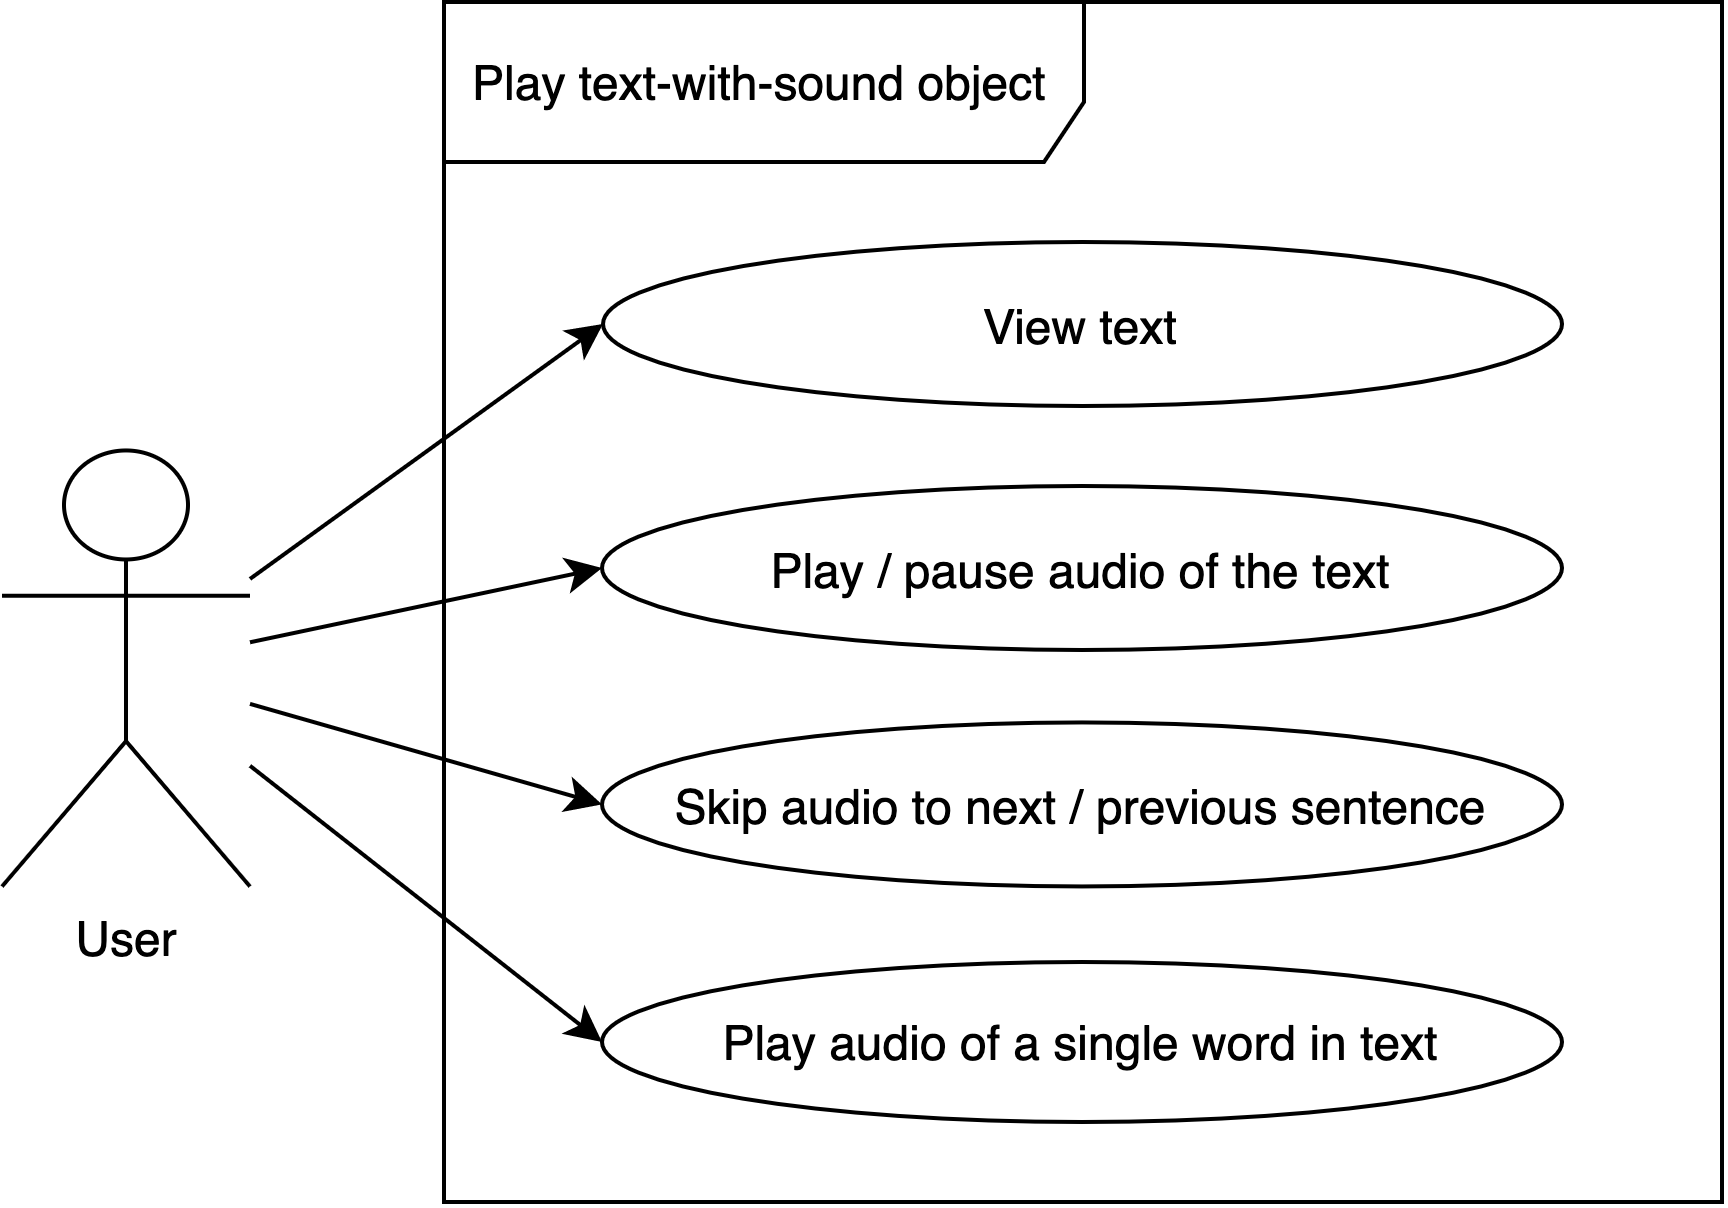 Play text-with-sound object
View text
Play / pause audio of the text
Skip audio to next / previous sentence
Play audio of a single word in text
User